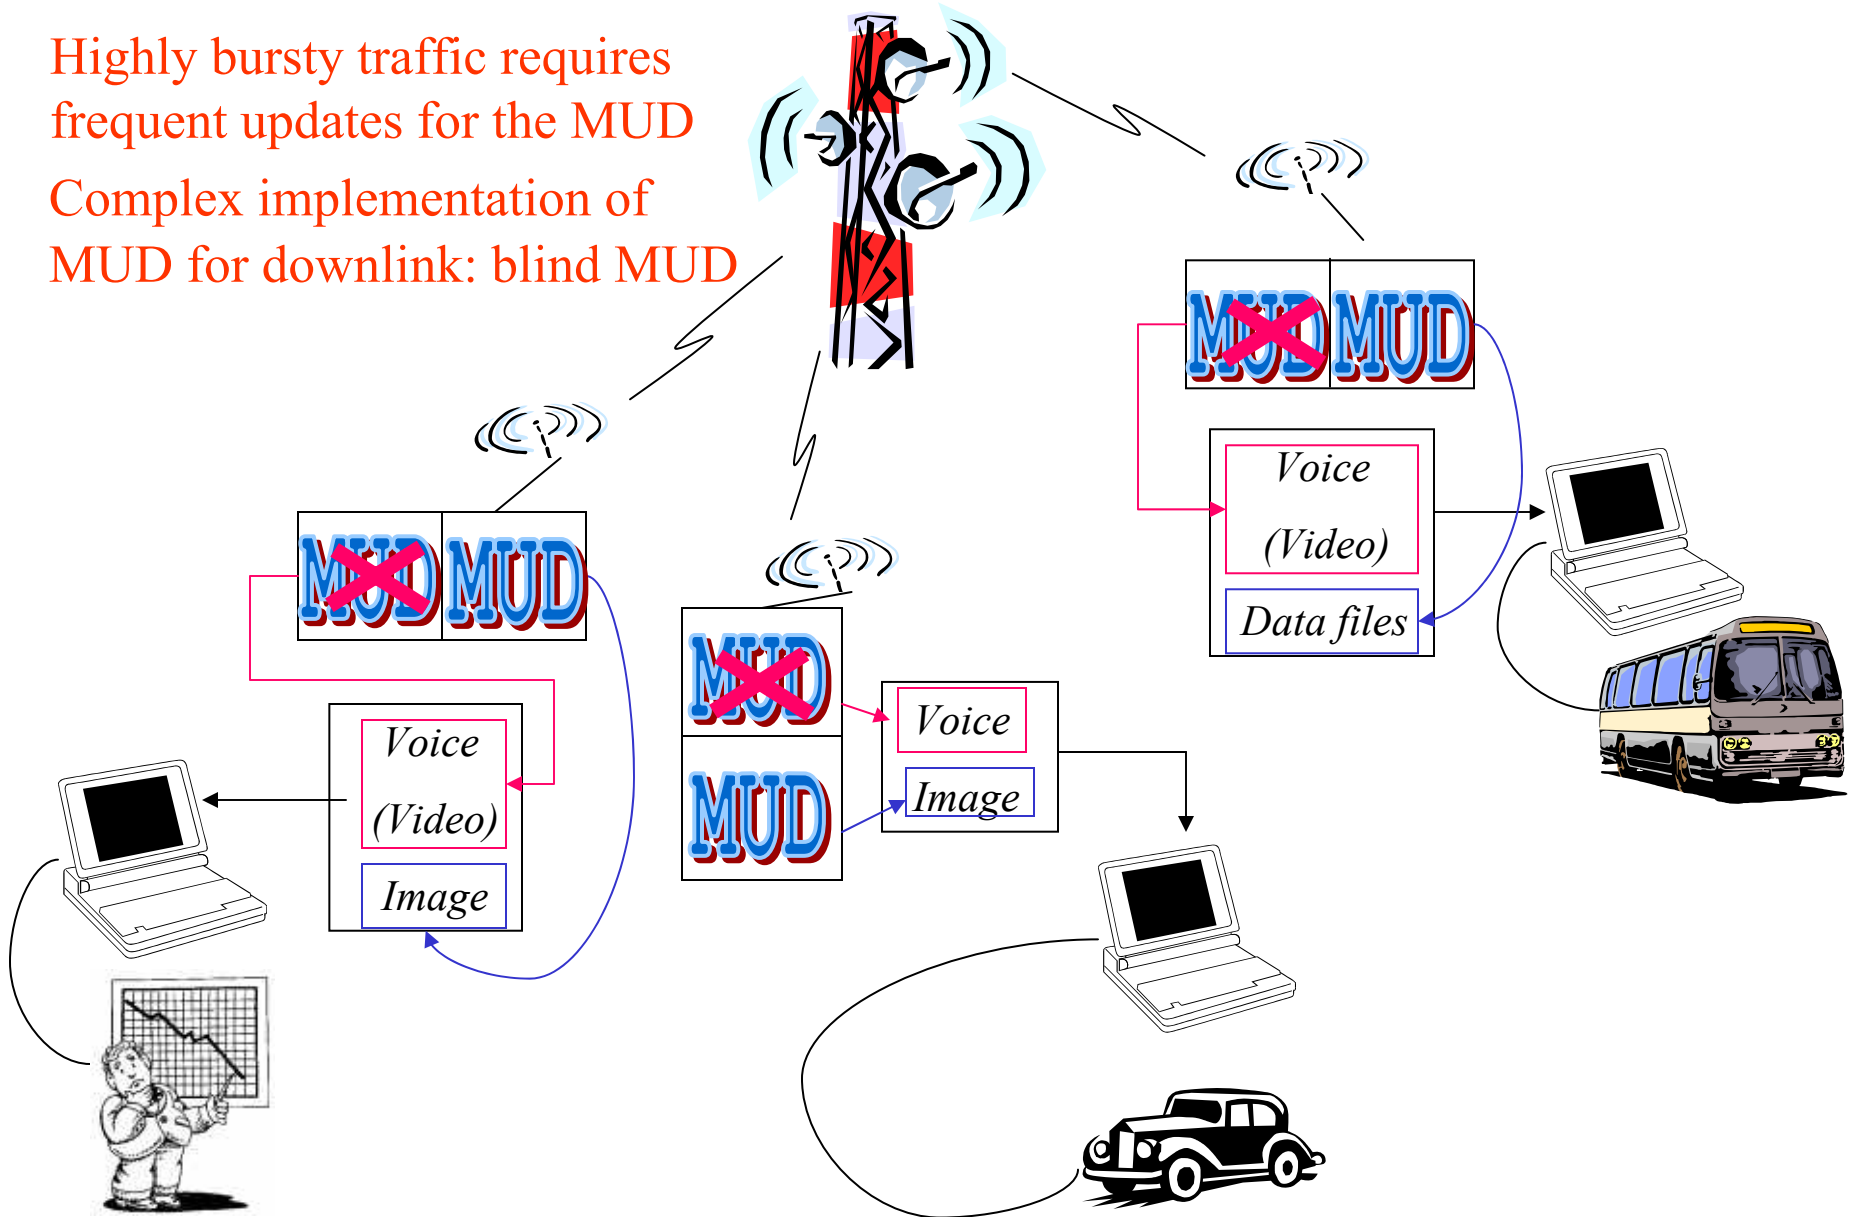 Highly bursty traffic requires
frequent updates for the MUD
Complex implementation of
MUD for downlink: blind MUD
MUD MUD
Voice
(Video)
Data files
MUD MUD
Voice
(Video)
Image
MUD
MUD
Voice
Image